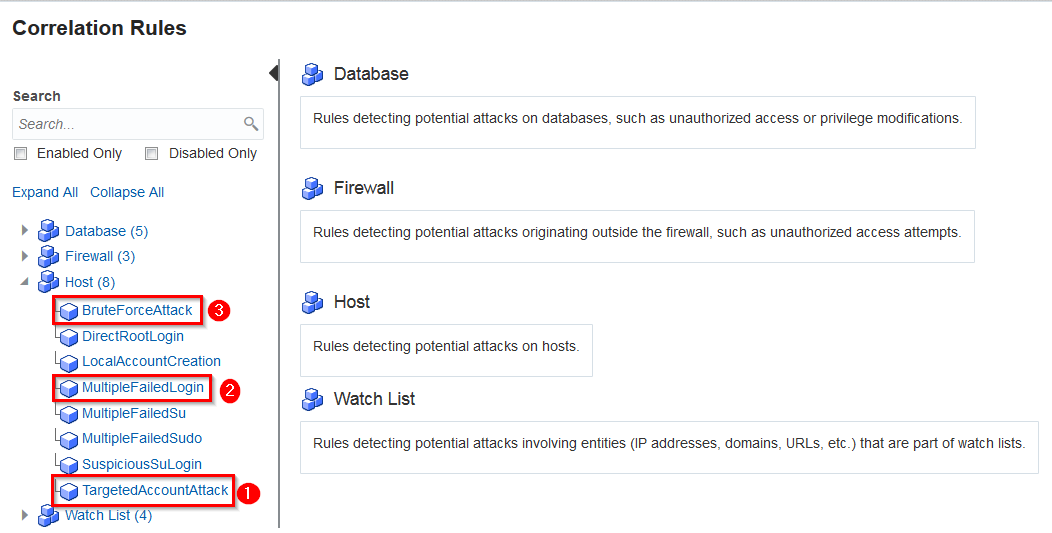 Correlation Rules
Search
Search...
Enabled Only
Disabled Only
Expand All
Collapse All
Database (5)
Firewall (3)
Host (8)
BruteForceAttack
3
DirectRootLogin
LocalAccountCreation
MultipleFailedLogin
2
MultipleFailedSu
MultipleFailedSudo
SuspiciousSuLogin
TargetedAccountAttack
1
Watch List (4)
Database
Rules detecting potential attacks on databases, such as unauthorized access or privilege modifications.
Firewall
Rules detecting potential attacks originating outside the firewall, such as unauthorized access attempts.
Host
Rules detecting potential attacks on hosts.
Watch List
Rules detecting potential attacks involving entities (IP addresses, domains, URLs, etc.) that are part of watch lists.